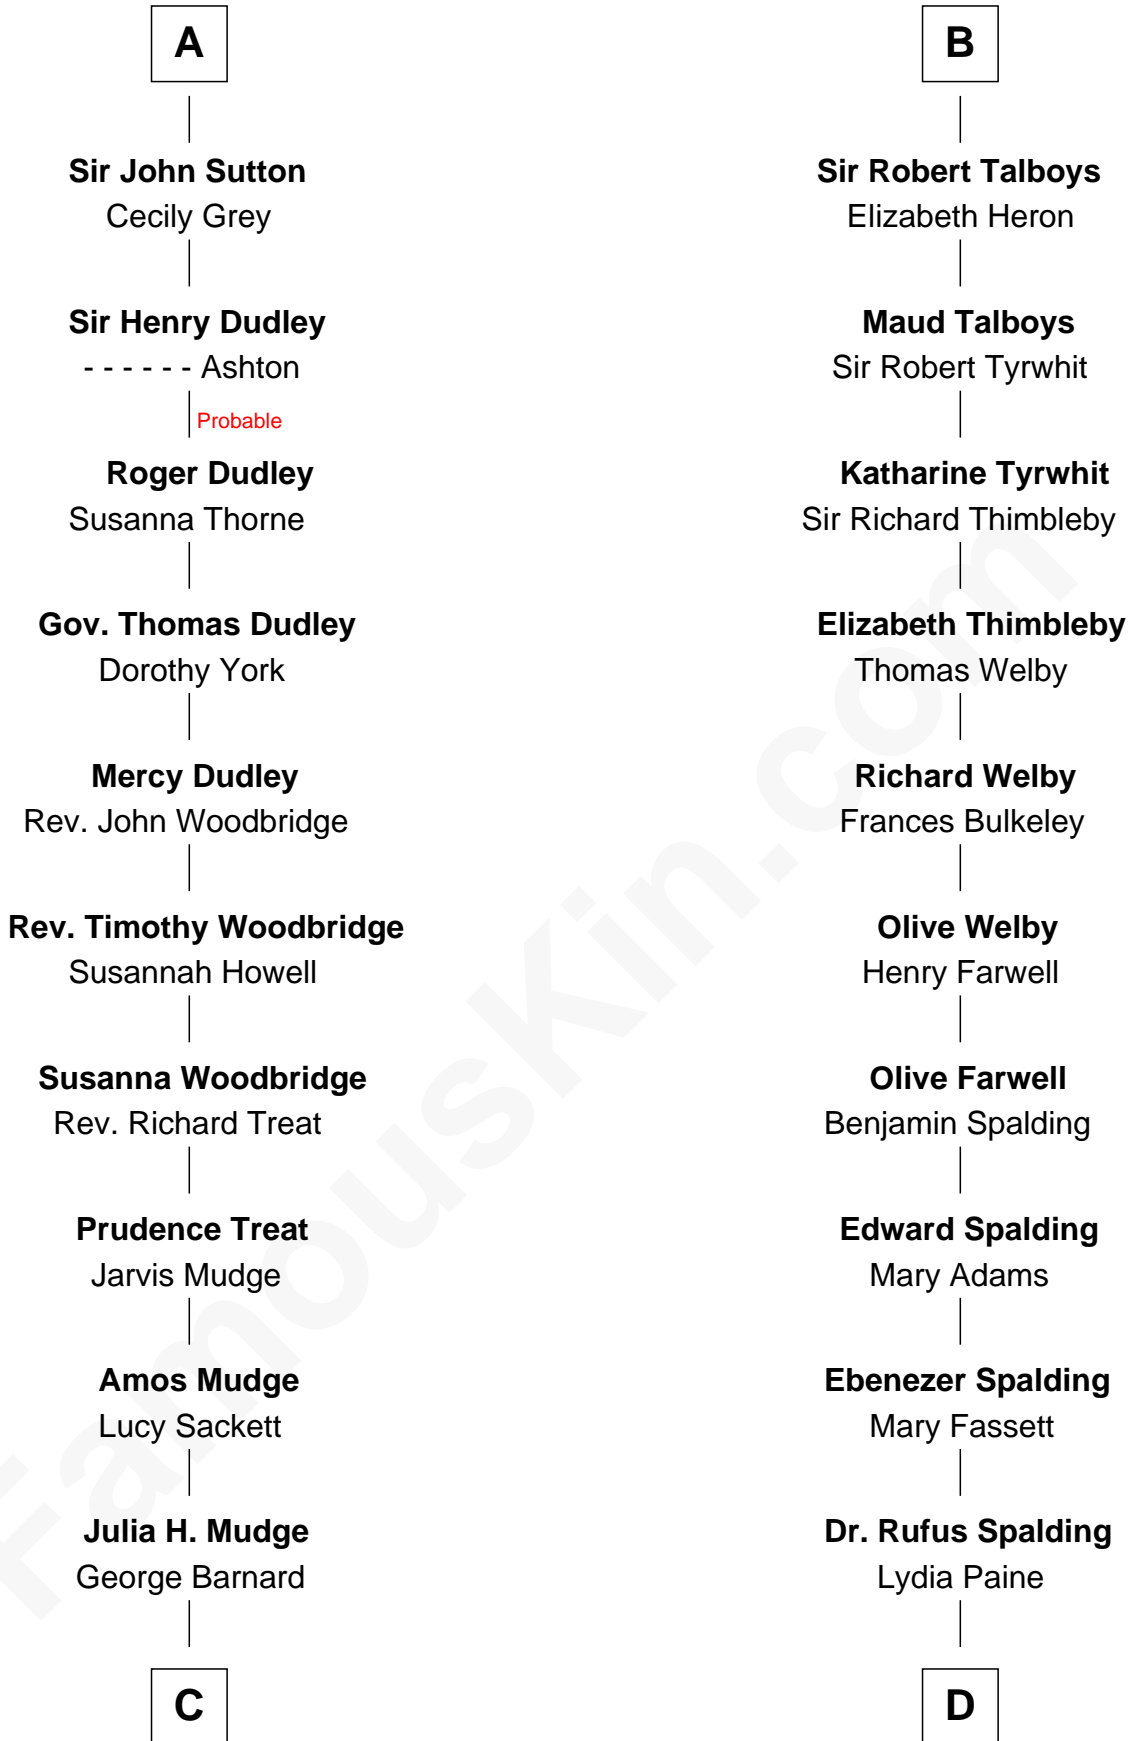 A
Sir John Sutton
Cecily Grey
Sir Henry Dudley
- - - - - - Ashton
Probable
Roger Dudley
Susanna Thorne
Gov. Thomas Dudley
Dorothy York
Mercy Dudley
Rev. John Woodbridge
Rev. Timothy Woodbridge
Susannah Howell
Susanna Woodbridge
Rev. Richard Treat
Prudence Treat
Jarvis Mudge
Amos Mudge
Lucy Sackett
Julia H. Mudge
George Barnard
C
B
Sir Robert Talboys
Elizabeth Heron
Maud Talboys
Sir Robert Tyrwhit
Katharine Tyrwhit
Sir Richard Thimbleby
Elizabeth Thimbleby
Thomas Welby
Richard Welby
Frances Bulkeley
Olive Welby
Henry Farwell
Olive Farwell
Benjamin Spalding
Edward Spalding
Mary Adams
Ebenezer Spalding
Mary Fassett
Dr. Rufus Spalding
Lydia Paine
D
FamousKin.com